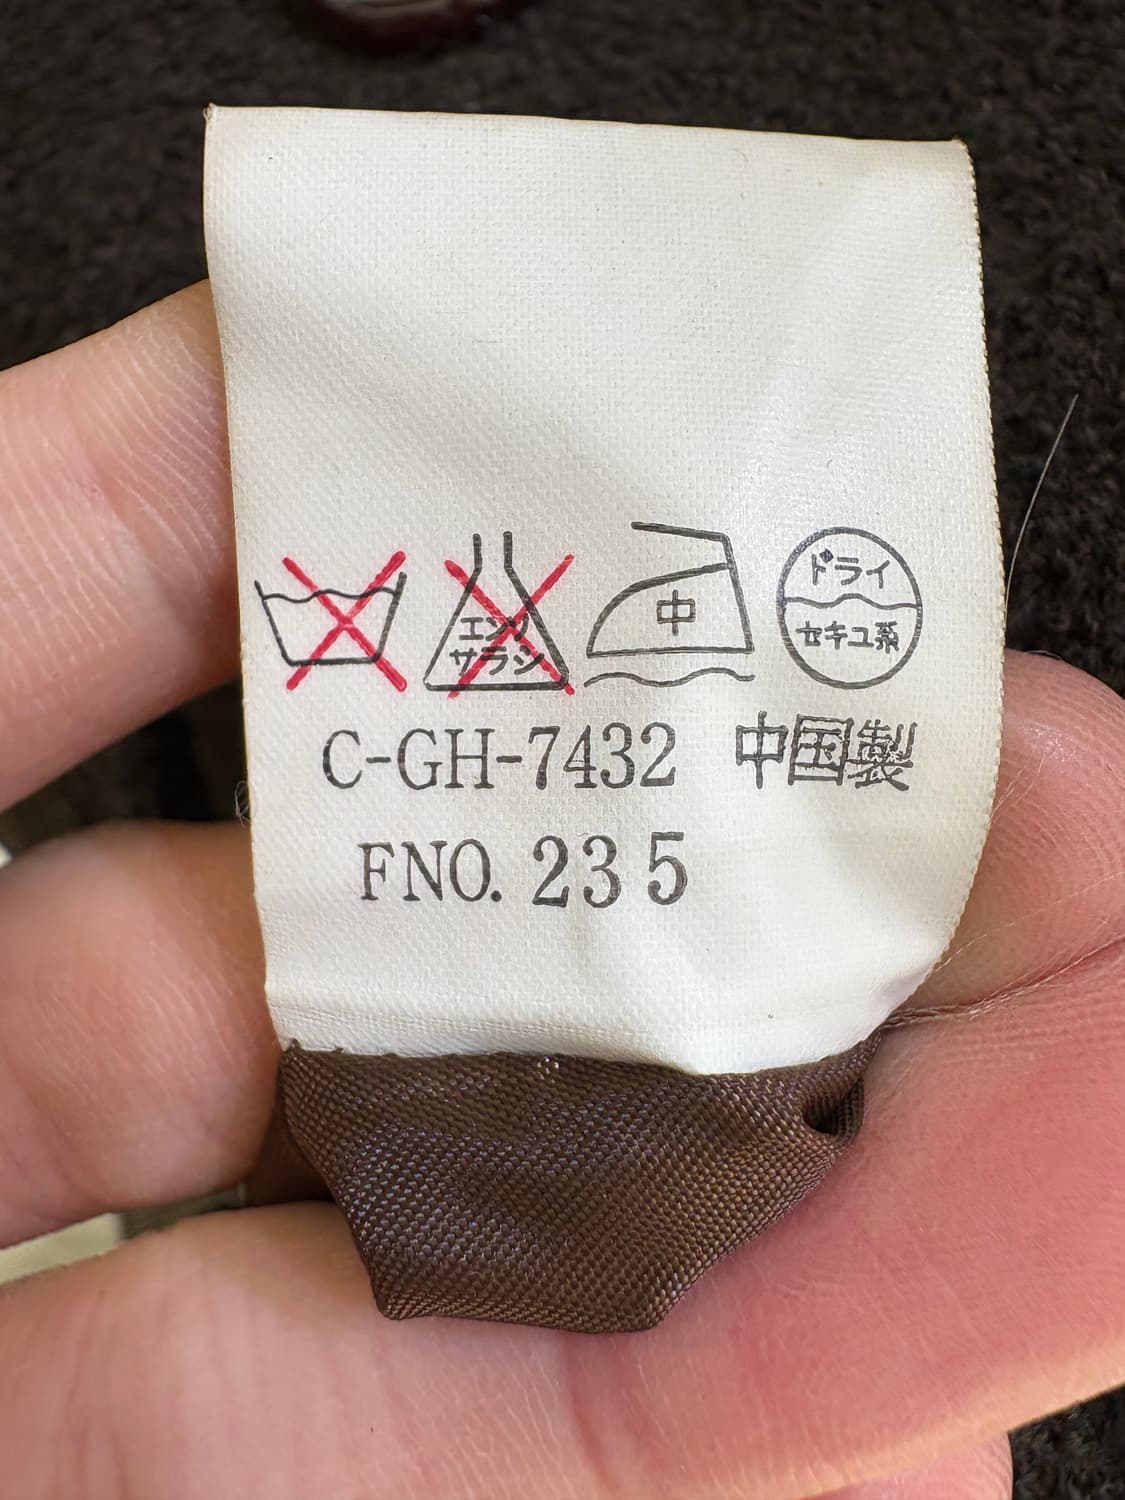 エンソ
サラシ
中
ドライ
セキユ系
C-GH-7432 中国製
FNO. 235